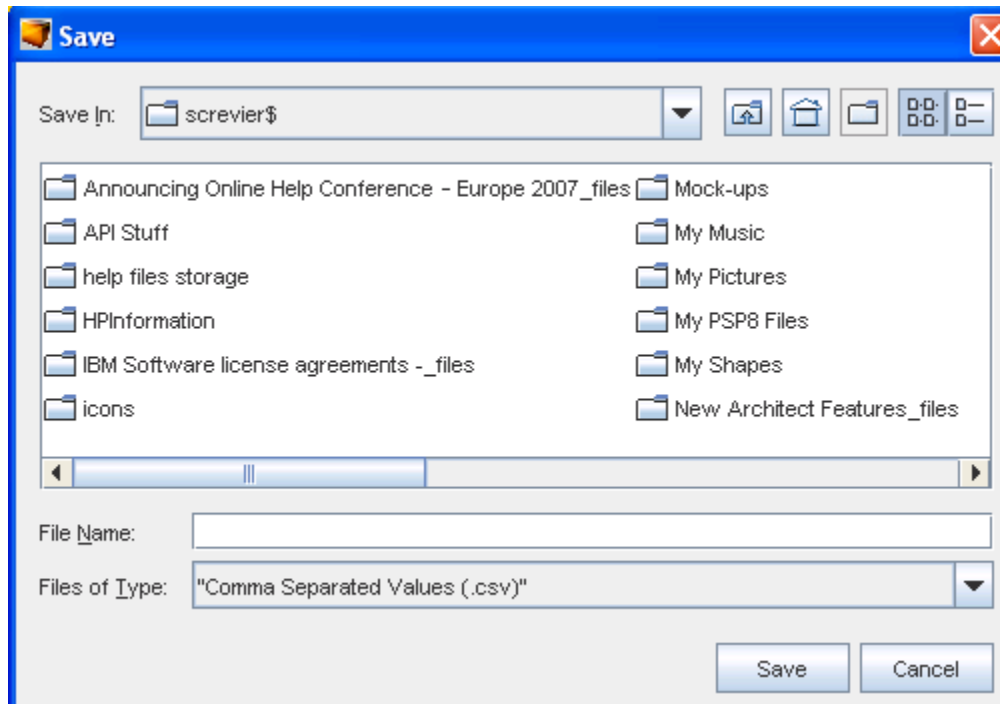 Save
Save In: screvier$
Announcing Online Help Conference - Europe 2007_files
API Stuff
help files storage
HPInformation
IBM Software license agreements -_files
icons
Mock-ups
My Music
My Pictures
My PSP8 Files
My Shapes
New Architect Features_files
File Name:
Files of Type: "Comma Separated Values (.csv)"
Save Cancel